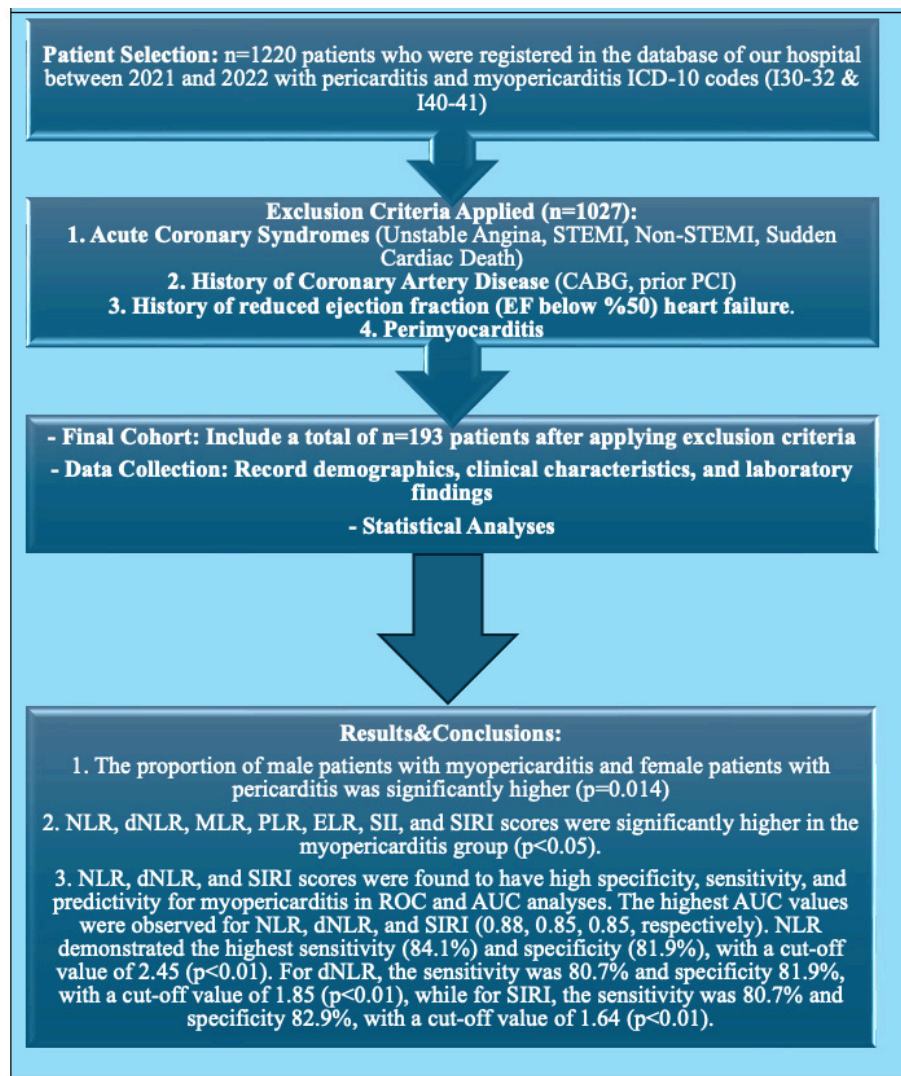 Patient Selection: n=1220 patients who were registered in the database of our hospital
between 2021 and 2022 with pericarditis and myopericarditis ICD-10 codes (I30-32 &
I40-41)
Exclusion Criteria Applied (n=1027):
1. Acute Coronary Syndromes (Unstable Angina, STEMI, Non-STEMI, Sudden
Cardiac Death)
2. History of Coronary Artery Disease (CABG, prior PCI)
3. History of reduced ejection fraction (EF below %50) heart failure.
4. Perimyocarditis
- Final Cohort: Include a total of n=193 patients after applying exclusion criteria
- Data Collection: Record demographics, clinical characteristics, and laboratory
findings
- Statistical Analyses
Results&Conclusions:
1. The proportion of male patients with myopericarditis and female patients with
pericarditis was significantly higher (p=0.014)
2. NLR, dNLR, MLR, PLR, ELR, SII, and SIRI scores were significantly higher in the
myopericarditis group (p<0.05).
3. NLR, dNLR, and SIRI scores were found to have high specificity, sensitivity, and
predictivity for myopericarditis in ROC and AUC analyses. The highest AUC values
were observed for NLR, dNLR, and SIRI (0.88, 0.85, 0.85, respectively). NLR
demonstrated the highest sensitivity (84.1%) and specificity (81.9%), with a cut-off
value of 2.45 (p<0.01). For dNLR, the sensitivity was 80.7% and specificity 81.9%,
with a cut-off value of 1.85 (p<0.01), while for SIRI, the sensitivity was 80.7% and
specificity 82.9%, with a cut-off value of 1.64 (p<0.01).